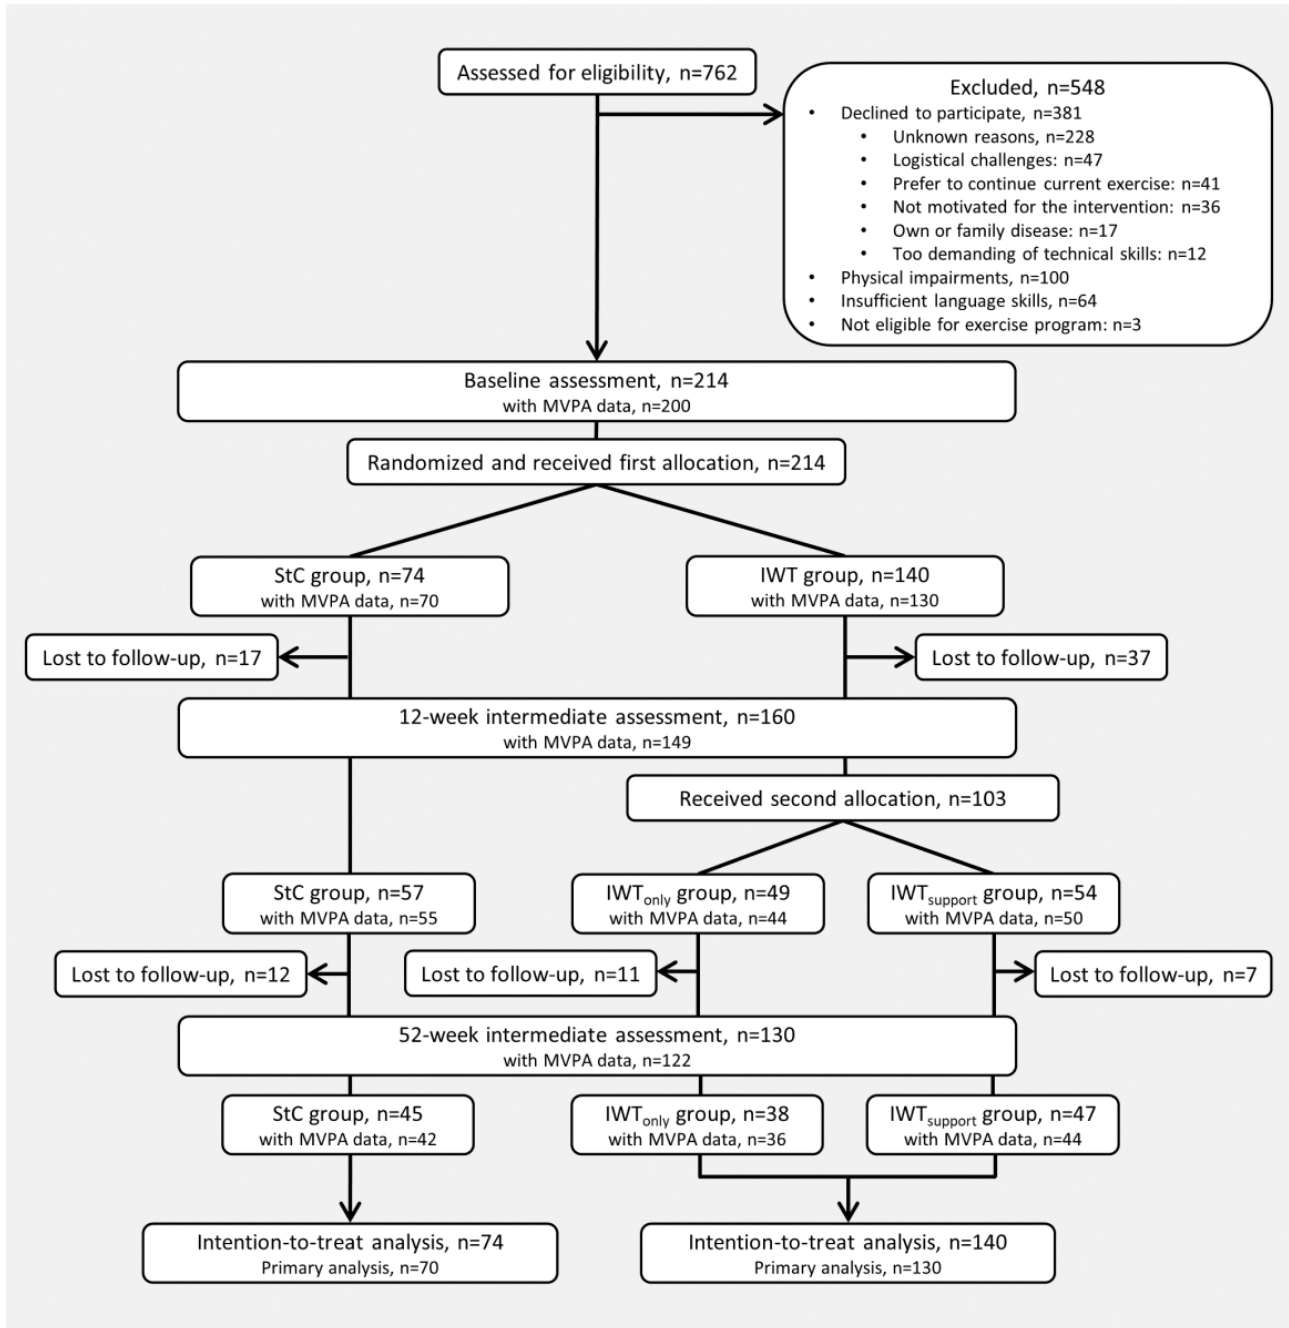 Assessed for eligibility, n=762
Excluded, n=548
• Declined to participate, n=381
• Unknown reasons, n=228
• Logistical challenges: n=47
• Prefer to continue current exercise: n=41
• Not motivated for the intervention: n=36
• Own or family disease: n=17
• Too demanding of technical skills: n=12
• Physical impairments, n=100
• Insufficient language skills, n=64
• Not eligible for exercise program: n=3
Baseline assessment, n=214
with MVPA data, n=200
Randomized and received first allocation, n=214
StC group, n=74
with MVPA data, n=70
IWT group, n=140
with MVPA data, n=130
Lost to follow-up, n=17
Lost to follow-up, n=37
12-week intermediate assessment, n=160
with MVPA data, n=149
Received second allocation, n=103
StC group, n=57
with MVPA data, n=55
IWTonly group, n=49
with MVPA data, n=44
IWTsupport group, n=54
with MVPA data, n=50
Lost to follow-up, n=12
Lost to follow-up, n=11
Lost to follow-up, n=7
52-week intermediate assessment, n=130
with MVPA data, n=122
StC group, n=45
with MVPA data, n=42
IWTonly group, n=38
with MVPA data, n=36
IWTsupport group, n=47
with MVPA data, n=44
Intention-to-treat analysis, n=74
Primary analysis, n=70
Intention-to-treat analysis, n=140
Primary analysis, n=130